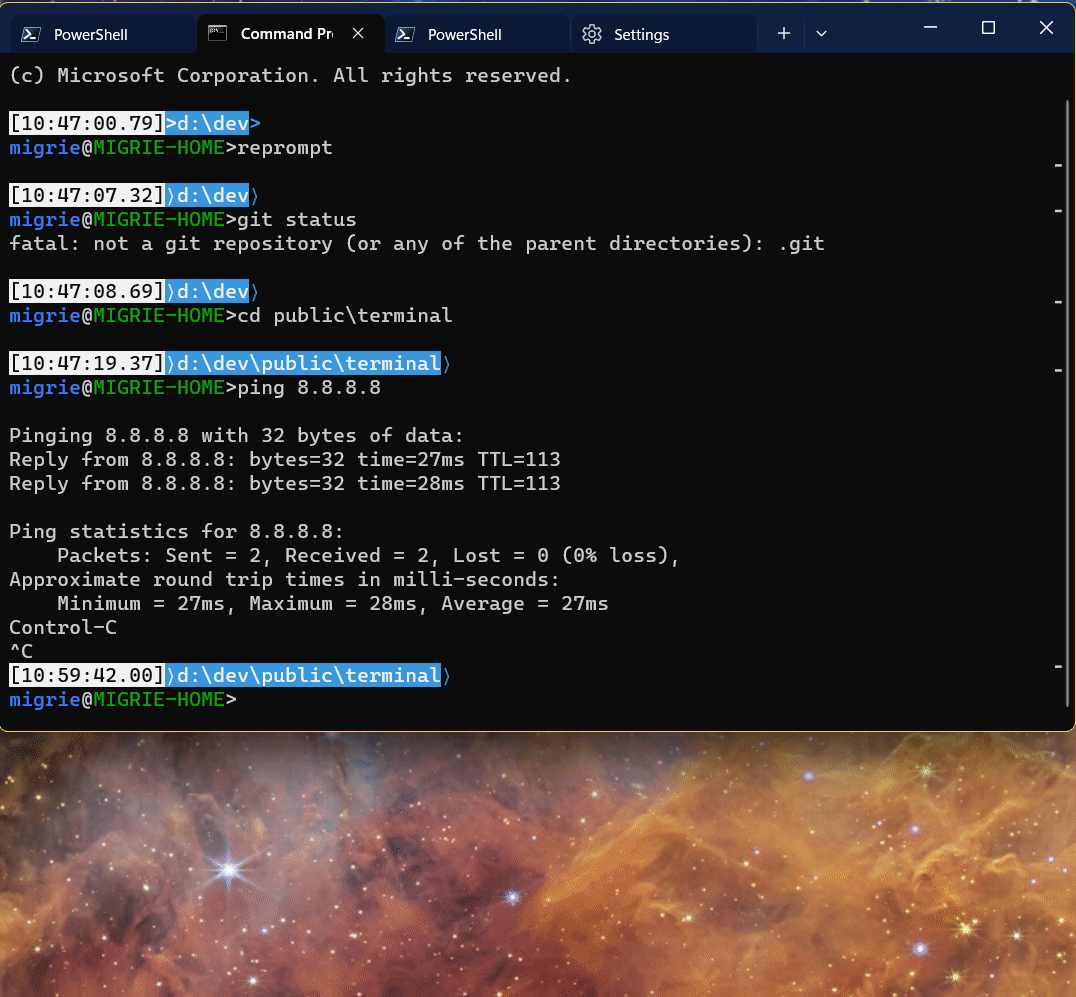 PowerShell
Command Pr
PowerShell
Settings
(c) Microsoft Corporation. All rights reserved.
[10:47:00.79]>d:\dev>
migrie@MIGRIE-HOME>reprompt
[10:47:07.32]⟩d:\dev⟩
migrie@MIGRIE-HOME>git status
fatal: not a git repository (or any of the parent directories): .git
[10:47:08.69]⟩d:\dev⟩
migrie@MIGRIE-HOME>cd public\terminal
[10:47:19.37]⟩d:\dev\public\terminal⟩
migrie@MIGRIE-HOME>ping 8.8.8.8
Pinging 8.8.8.8 with 32 bytes of data:
Reply from 8.8.8.8: bytes=32 time=27ms TTL=113
Reply from 8.8.8.8: bytes=32 time=28ms TTL=113
Ping statistics for 8.8.8.8:
    Packets: Sent = 2, Received = 2, Lost = 0 (0% loss),
Approximate round trip times in milli-seconds:
    Minimum = 27ms, Maximum = 28ms, Average = 27ms
Control-C
^C
[10:59:42.00]⟩d:\dev\public\terminal⟩
migrie@MIGRIE-HOME>